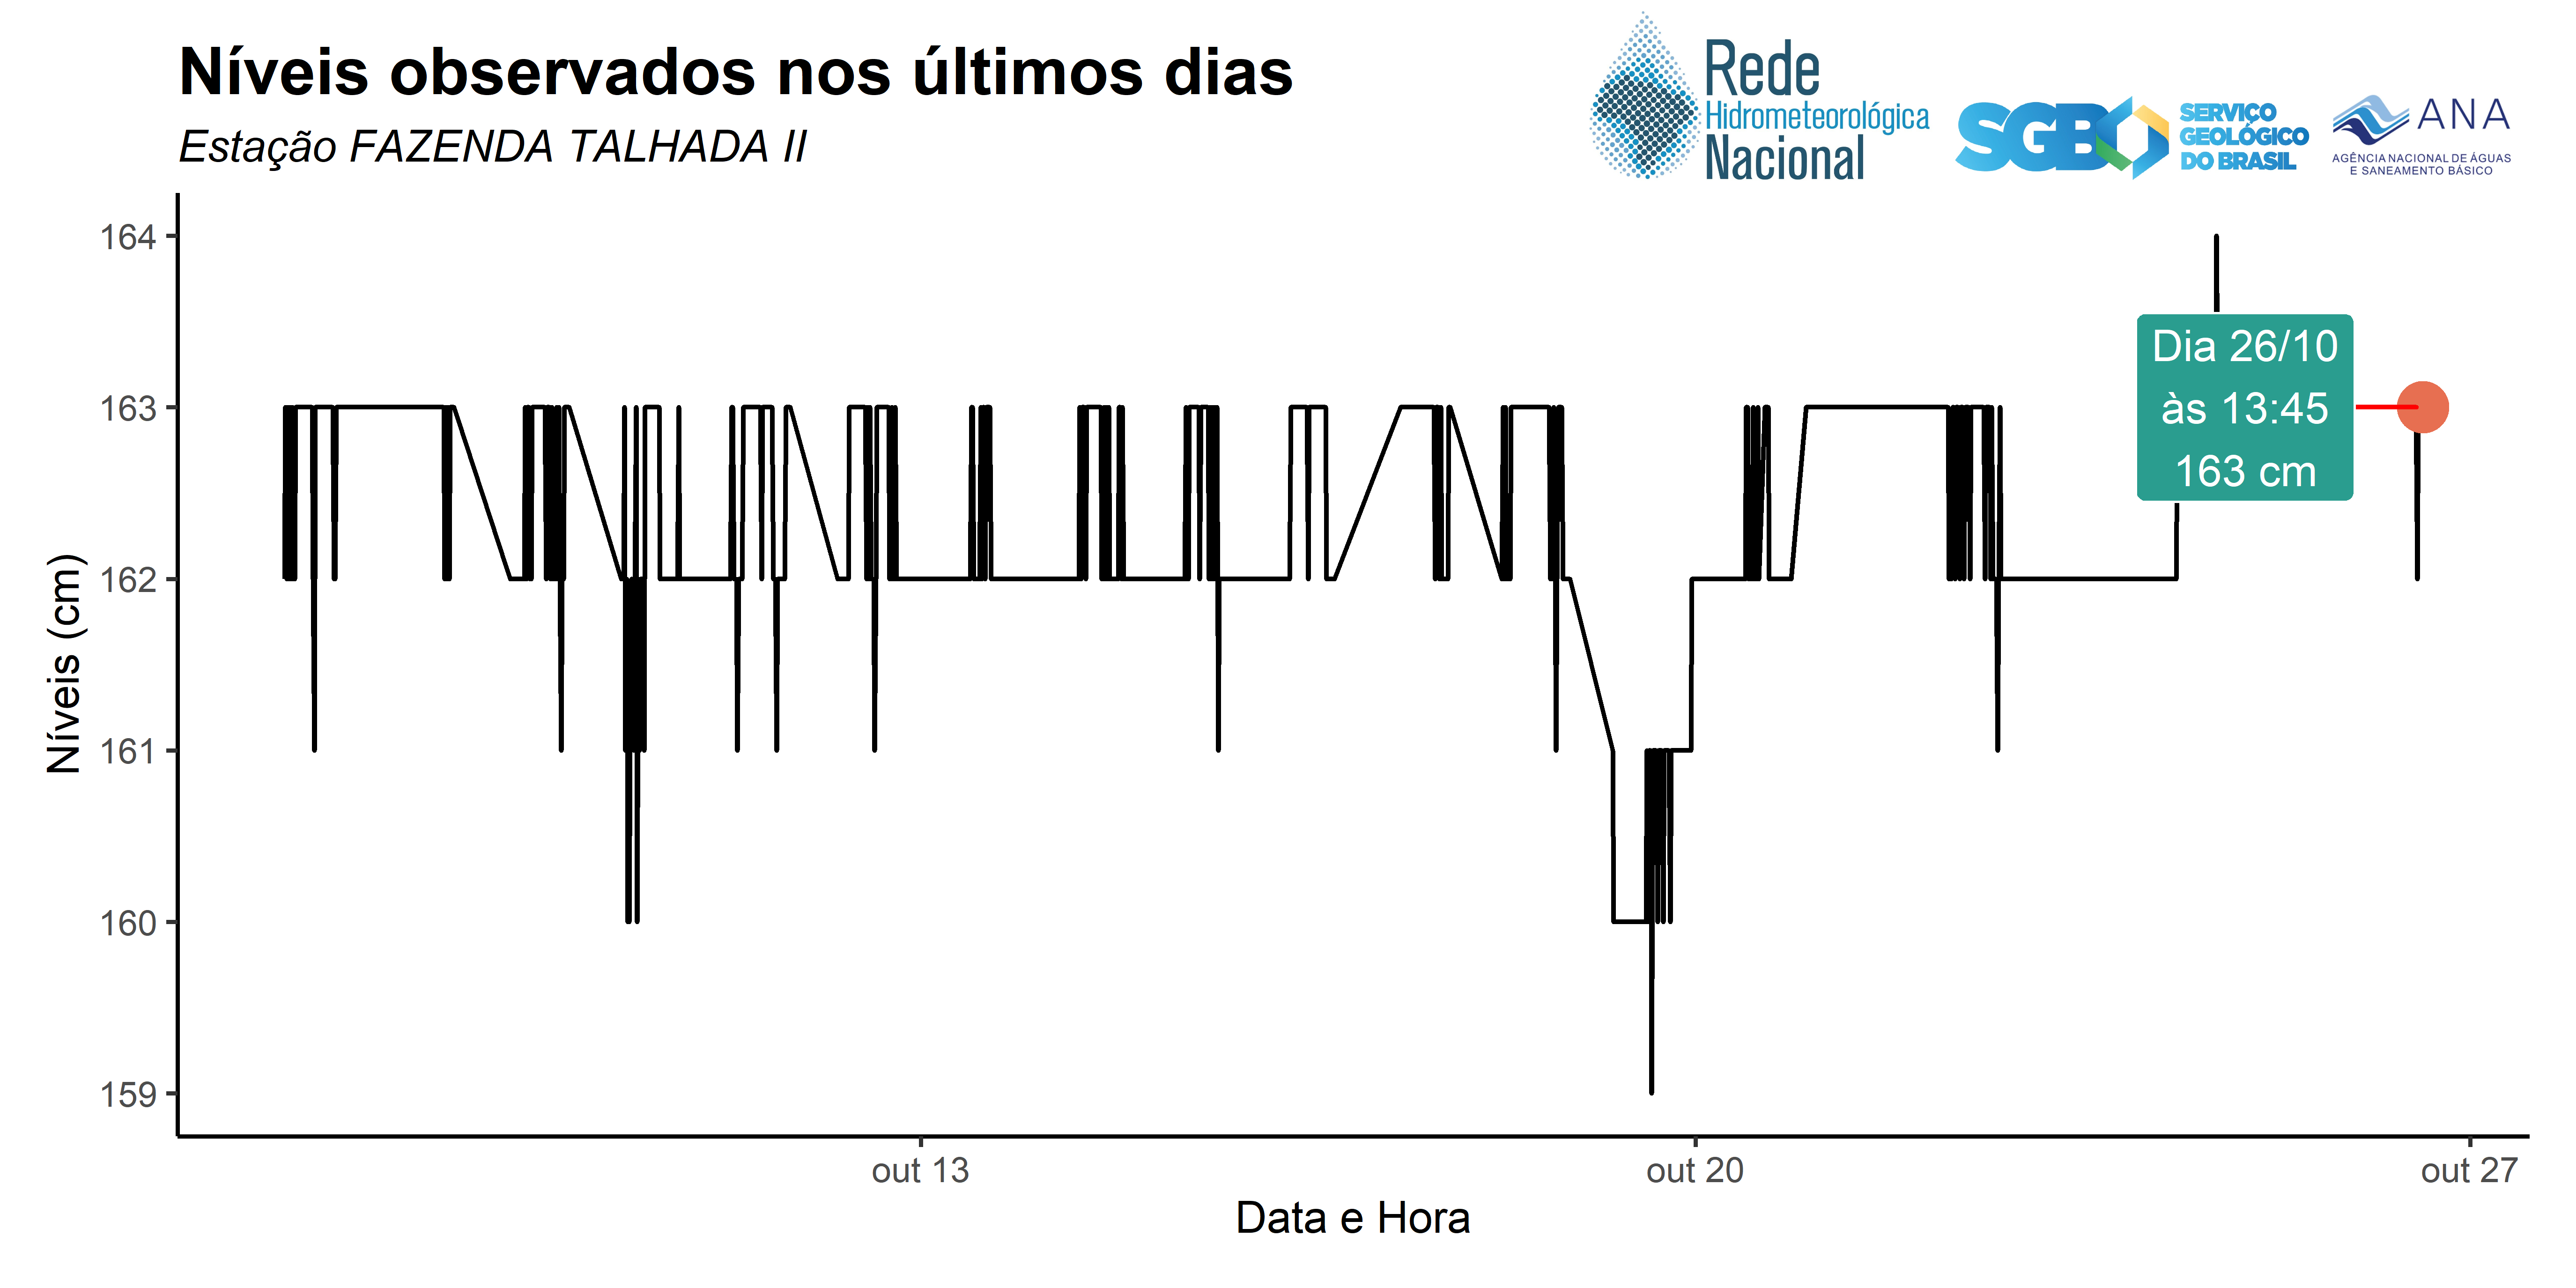 Níveis observados nos últimos dias
Estação FAZENDA TALHADA II
Rede
Hidrometeorológica
Nacional
SGB
SERVIÇO
GEOLÓGICO
DO BRASIL
ANA
AGÊNCIA NACIONAL DE ÁGUAS
E SANEAMENTO BÁSICO
Níveis (cm)
164
163
162
161
160
159
Dia 26/10
às 13:45
163 cm
out 13
out 20
out 27
Data e Hora